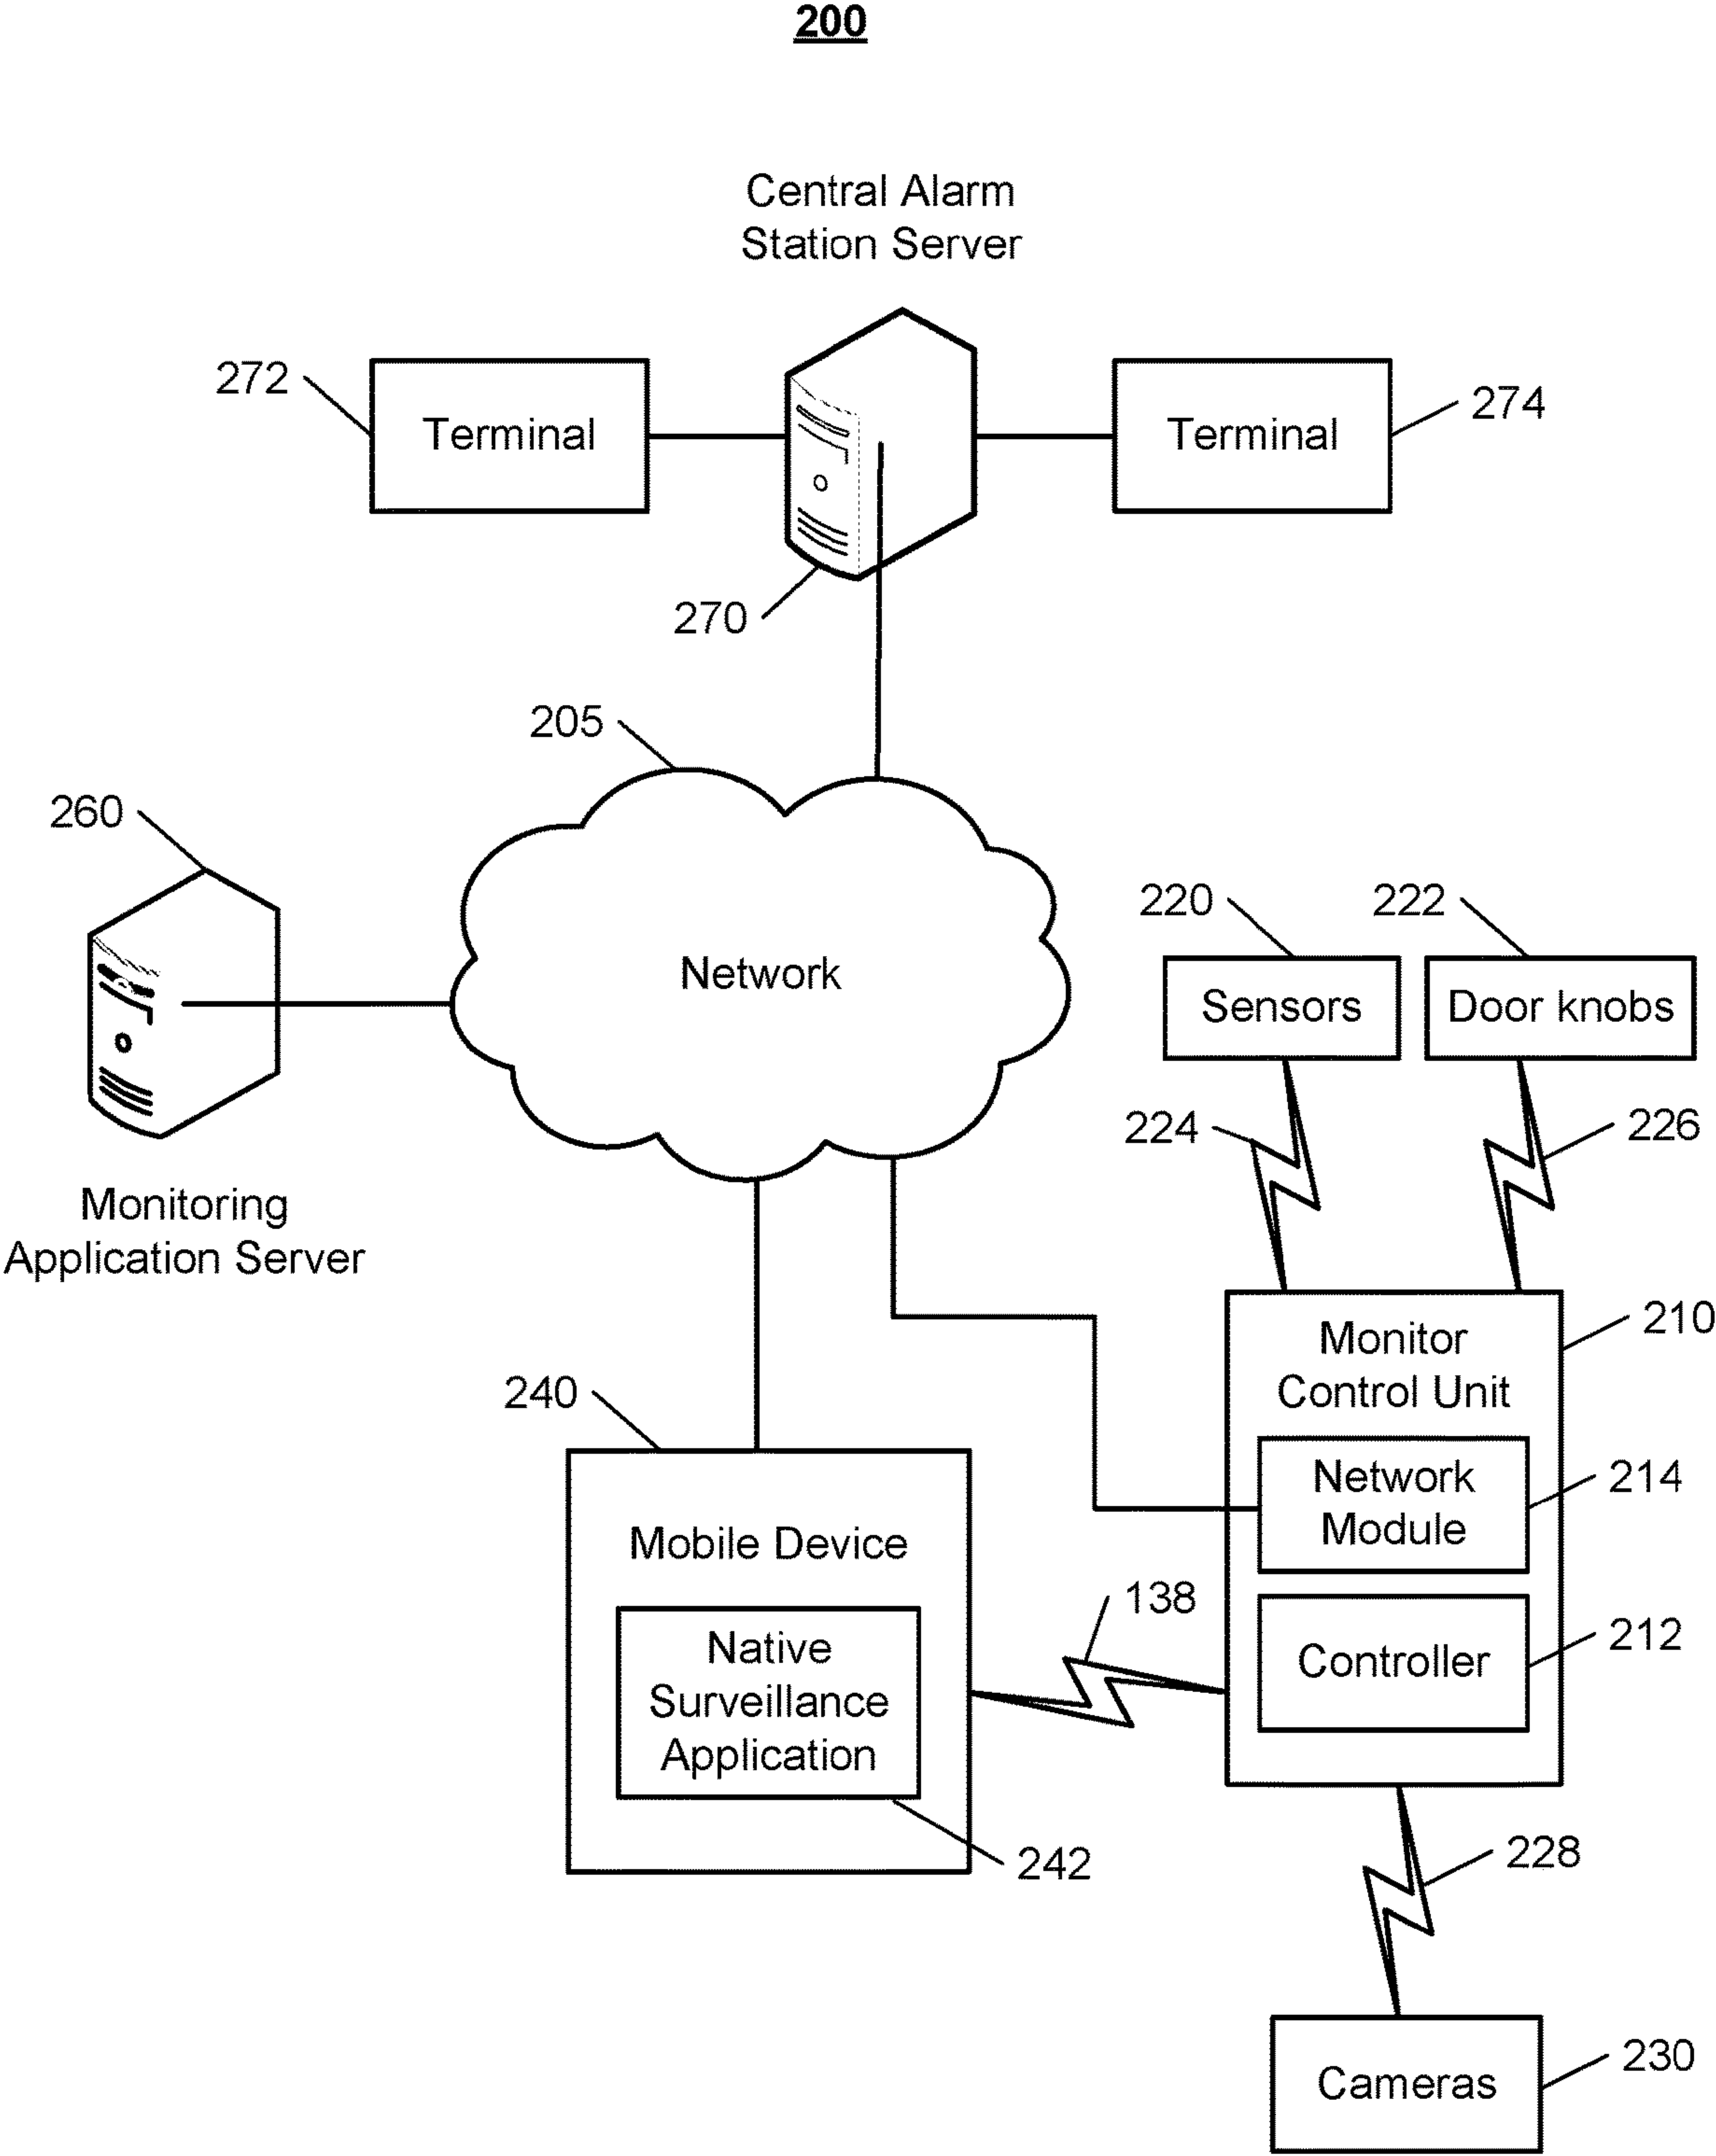 200
Central Alarm
Station Server
272
Terminal
Terminal
274
270
205
260
Network
220
222
Sensors
Door knobs
224
226
Monitoring
Application Server
210
Monitor
Control Unit
240
Network
Module
214
Mobile Device
138
Native
Surveillance
Application
Controller
212
242
228
Cameras
230